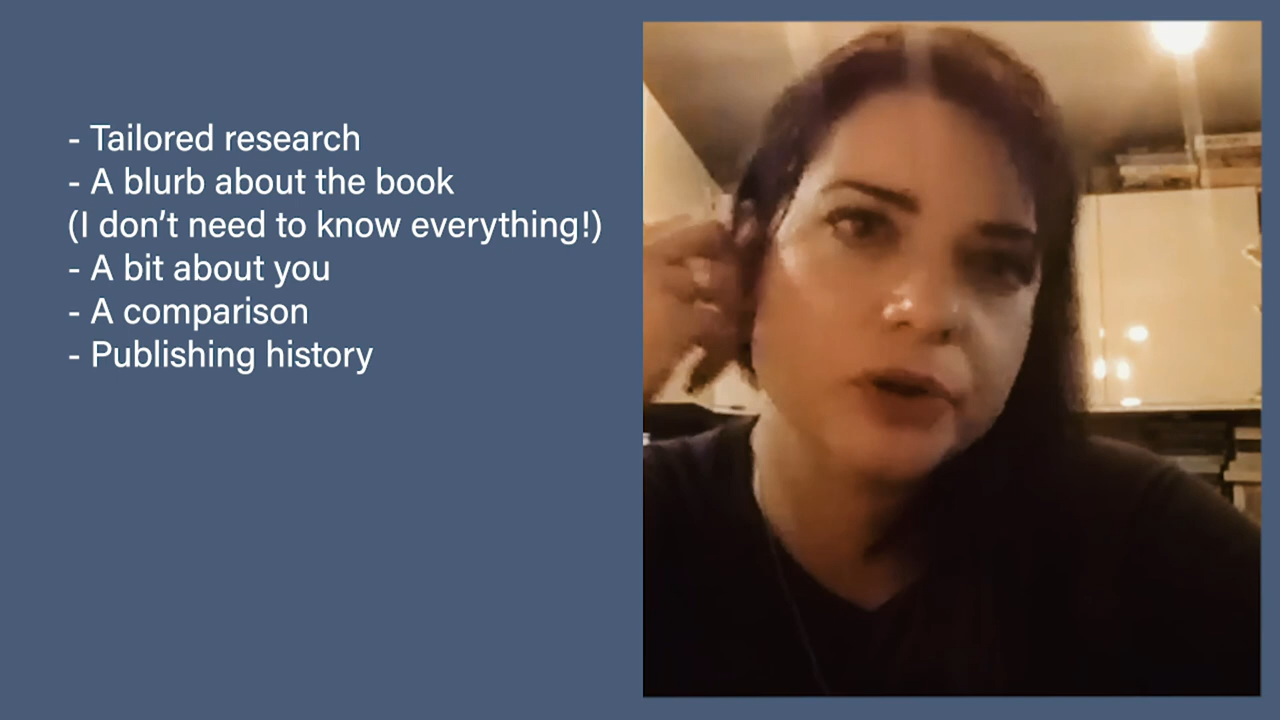 - Tailored research
- A blurb about the book
(I don’t need to know everything!)
- A bit about you
- A comparison
- Publishing history